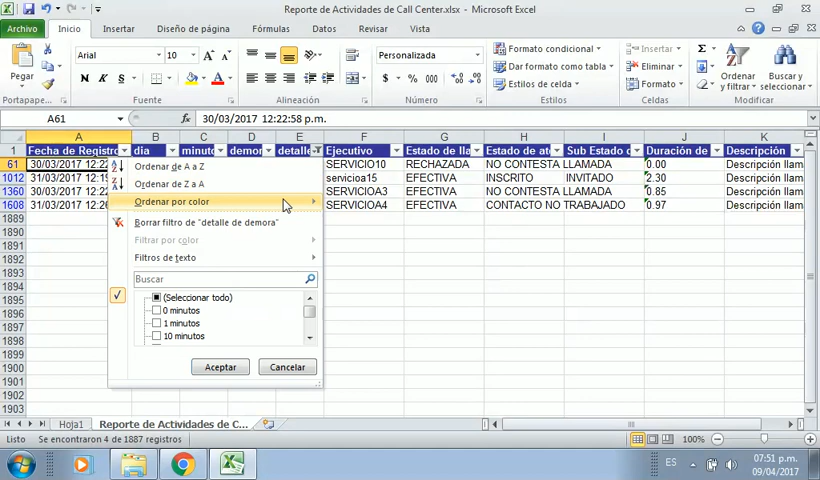 Reporte de Actividades de Call Center.xlsx - Microsoft Excel
Archivo Inicio Insertar Diseño de página Fórmulas Datos Revisar Vista
Pegar
Arial 10
N K S
Personalizada
$ % 000
Formato condicional
Dar formato como tabla
Estilos de celda
Insertar
Eliminar
Formato
Ordenar y filtrar
Buscar y seleccionar
Portapape... Fuente Alineación Número Estilos Celdas Modificar
A61 fx 30/03/2017 12:22:58 p.m.
A B C D E F G H I J K
1 Fecha de Registro dia minuto demor detalle Ejecutivo Estado de lla Estado de ate Sub Estado d Duración de Descripción
61 30/03/2017 12:22 SERVICIO10 RECHAZADA NO CONTESTA LLAMADA 0.00 Descripción llam
1012 31/03/2017 12:19 servicioa15 EFECTIVA INSCRITO INVITADO 2.30 Descripción llam
1360 30/03/2017 12:22 SERVICIOA3 EFECTIVA NO CONTESTA LLAMADA 0.85 Descripción llam
1608 31/03/2017 12:26 SERVICIOA4 EFECTIVA CONTACTO NO TRABAJADO 0.97 Descripción llam
1889
1890
1891
1892
1893
1894
1895
1896
1897
1898
1899
1900
1901
1902
1903
Ordenar de A a Z
Ordenar de Z a A
Ordenar por color
Borrar filtro de "detalle de demora"
Filtrar por color
Filtros de texto
Buscar
(Seleccionar todo)
0 minutos
1 minutos
10 minutos
Aceptar Cancelar
Hoja1 Reporte de Actividades de C...
Listo Se encontraron 4 de 1887 registros 100%
ES 07:51 p.m.
09/04/2017